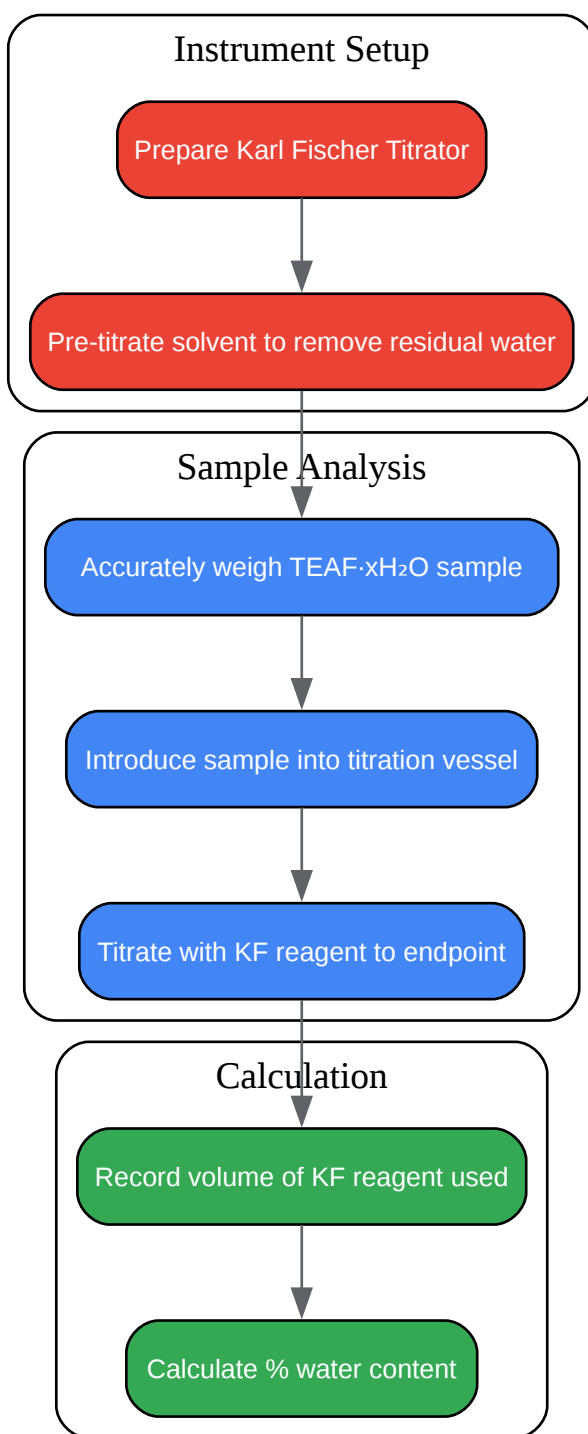 Instrument Setup
Prepare Karl Fischer Titrator
Pre-titrate solvent to remove residual water
Sample Analysis
Accurately weigh TEAF·xH₂O sample
Introduce sample into titration vessel
Titrate with KF reagent to endpoint
Calculation
Record volume of KF reagent used
Calculate % water content